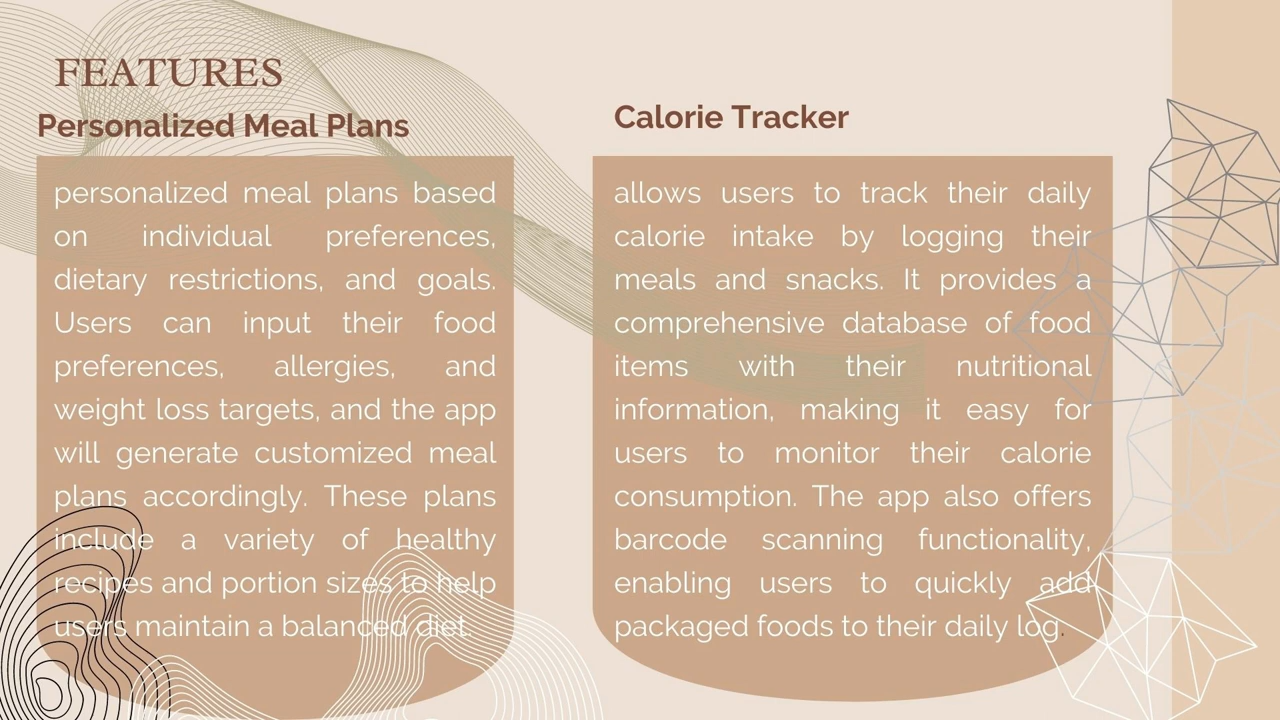 FEATURES
Personalized Meal Plans
personalized meal plans based
on individual preferences,
dietary restrictions, and goals.
Users can input their food
preferences, allergies, and
weight loss targets, and the app
will generate customized meal
plans accordingly. These plans
include a variety of healthy
recipes and portion sizes to help
users maintain a balanced diet.
Calorie Tracker
allows users to track their daily
calorie intake by logging their
meals and snacks. It provides a
comprehensive database of food
items with their nutritional
information, making it easy for
users to monitor their calorie
consumption. The app also offers
barcode scanning functionality,
enabling users to quickly add
packaged foods to their daily log.